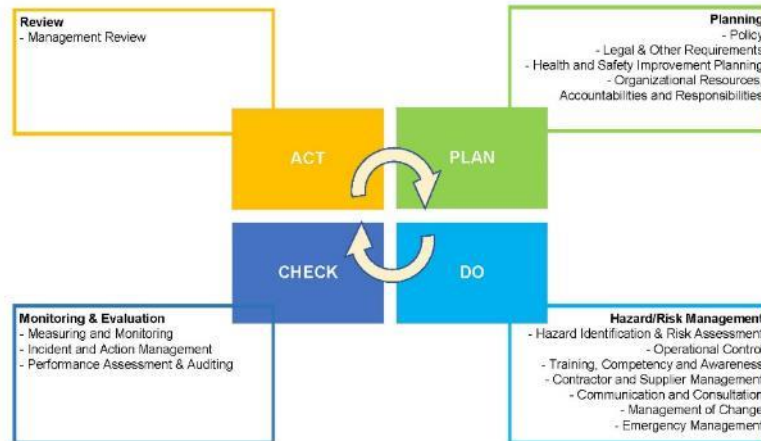 Review
- Management Review
Planning
- Policy
- Legal & Other Requirements
- Health and Safety Improvement Planning
- Organizational Resources,
Accountabilities and Responsibilities
ACT
PLAN
CHECK
DO
Monitoring & Evaluation
- Measuring and Monitoring
- Incident and Action Management
- Performance Assessment & Auditing
Hazard/Risk Management
- Hazard Identification & Risk Assessment
- Operational Control
- Training, Competency and Awareness
- Contractor and Supplier Management
- Communication and Consultation
- Management of Change
- Emergency Management